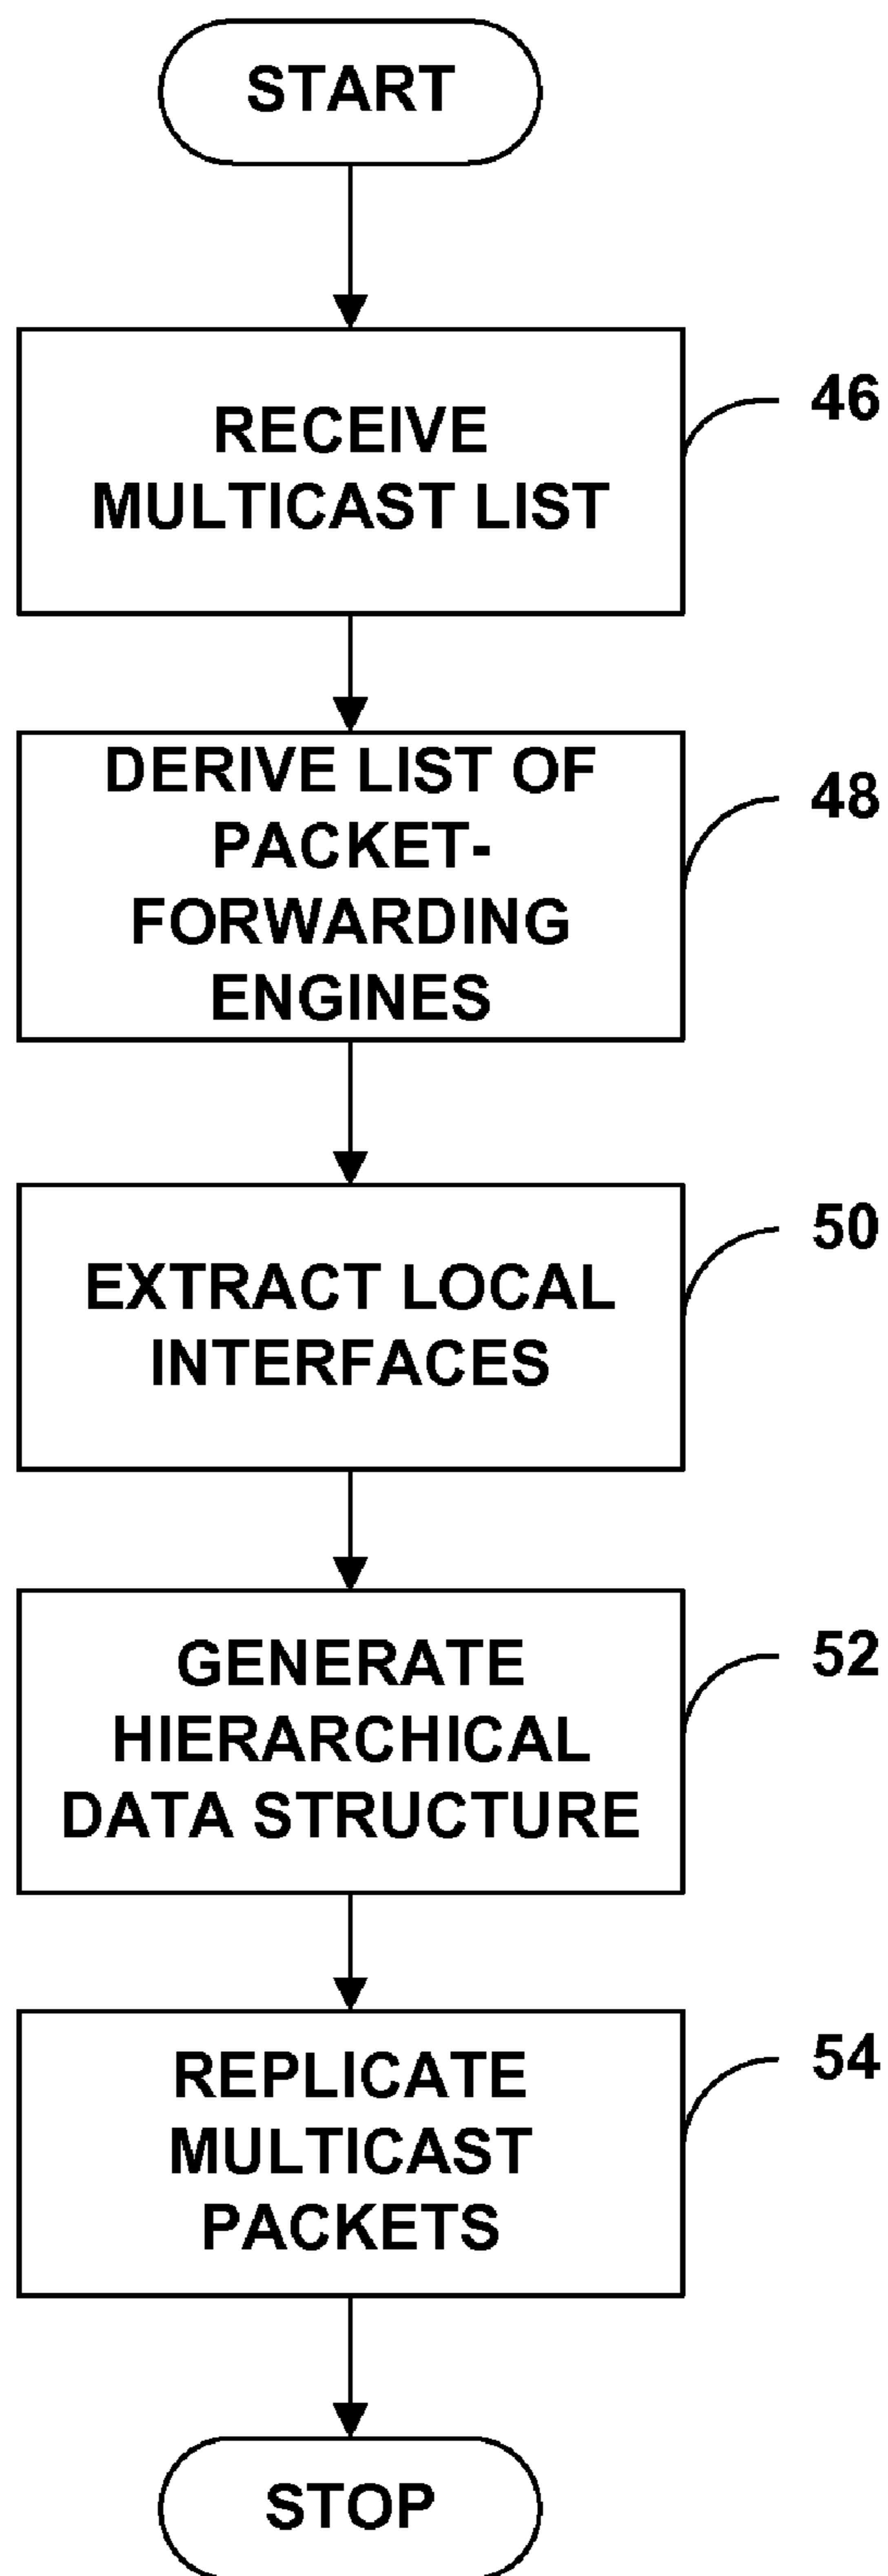 START
RECEIVE
MULTICAST LIST
46
DERIVE LIST OF
PACKET-
FORWARDING
ENGINES
48
EXTRACT LOCAL
INTERFACES
50
GENERATE
HIERARCHICAL
DATA STRUCTURE
52
REPLICATE
MULTICAST
PACKETS
54
STOP